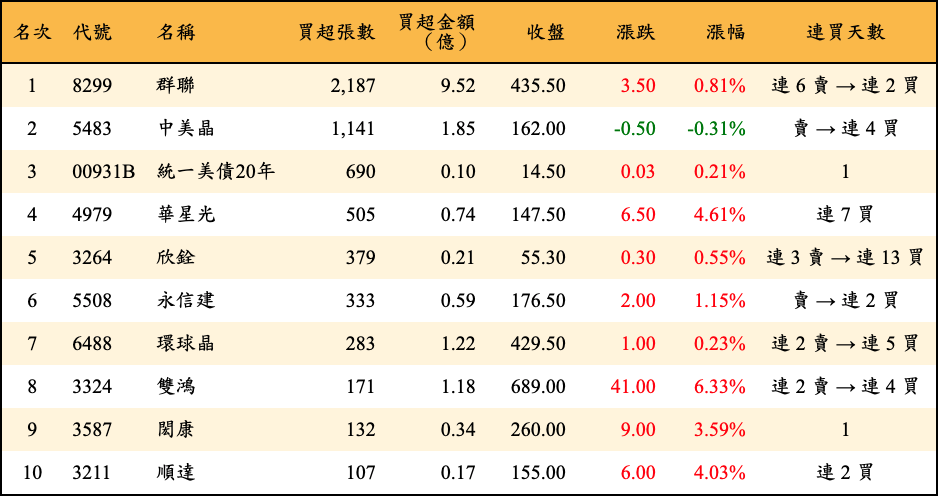 名次 代號 名稱 買超張數 買超金額（億） 收盤 漲跌 漲幅 連買天數
1 8299 群聯 2,187 9.52 435.50 3.50 0.81% 連 6 賣 → 連 2 買
2 5483 中美晶 1,141 1.85 162.00 -0.50 -0.31% 賣 → 連 4 買
3 00931B 統一美債20年 690 0.10 14.50 0.03 0.21% 1
4 4979 華星光 505 0.74 147.50 6.50 4.61% 連 7 買
5 3264 欣銓 379 0.21 55.30 0.30 0.55% 連 3 賣 → 連 13 買
6 5508 永信建 333 0.59 176.50 2.00 1.15% 賣 → 連 2 買
7 6488 環球晶 283 1.22 429.50 1.00 0.23% 連 2 賣 → 連 5 買
8 3324 雙鴻 171 1.18 689.00 41.00 6.33% 連 2 賣 → 連 4 買
9 3587 閎康 132 0.34 260.00 9.00 3.59% 1
10 3211 順達 107 0.17 155.00 6.00 4.03% 連 2 買